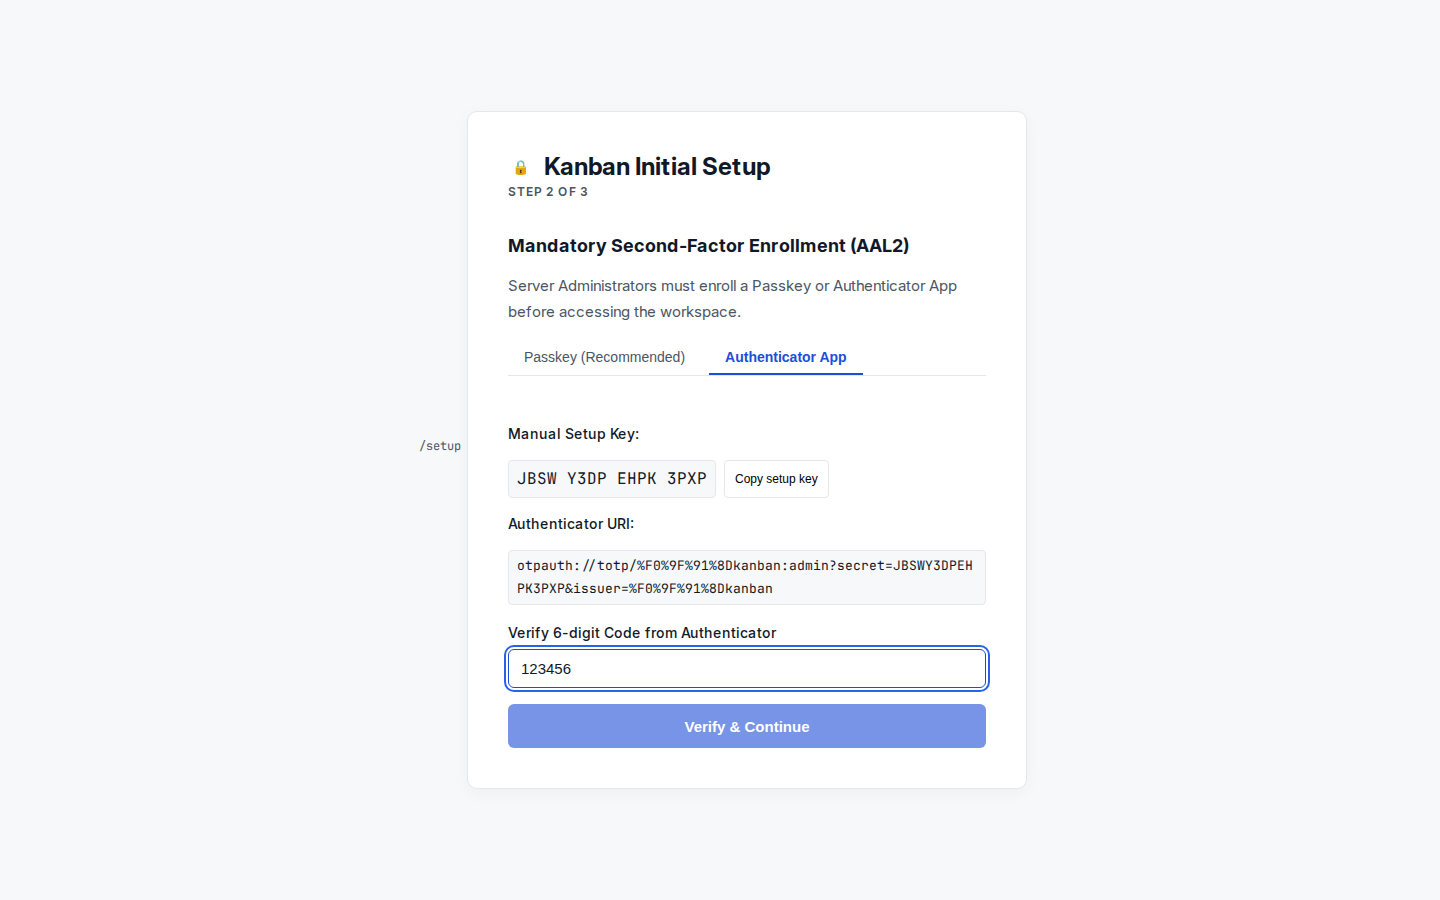 🔒 Kanban Initial Setup
STEP 2 OF 3
Mandatory Second-Factor Enrollment (AAL2)
Server Administrators must enroll a Passkey or Authenticator App
before accessing the workspace.
Passkey (Recommended) Authenticator App
/setup
Manual Setup Key:
JBSW Y3DP EHPK 3PXP Copy setup key
Authenticator URI:
otpauth://totp/%F0%9F%91%8Dkanban:admin?secret=JBSWY3DPEH
PK3PXP&issuer=%F0%9F%91%8Dkanban
Verify 6-digit Code from Authenticator
123456
Verify & Continue